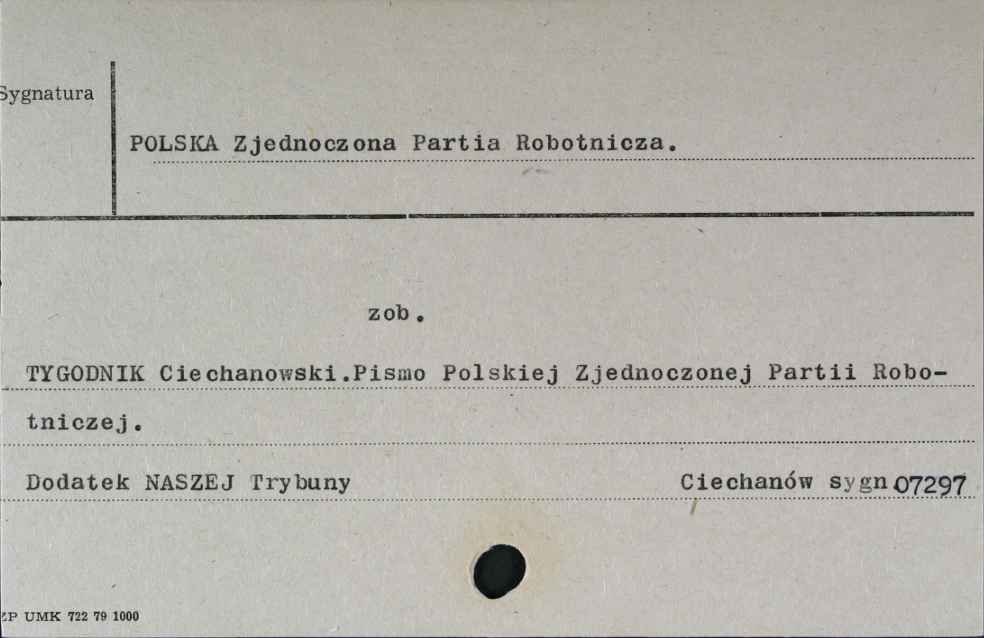 Sygnatura
POLSKA Zjednoczona Partia Robotnicza.
zob.
TYGODNIK Ciechanowski.Pismo Polskiej Zjednoczonej Partii Robo-
tniczej.
Dodatek NASZEJ Trybuny Ciechanów sygn 07297
ZP UMK 722 79 1000